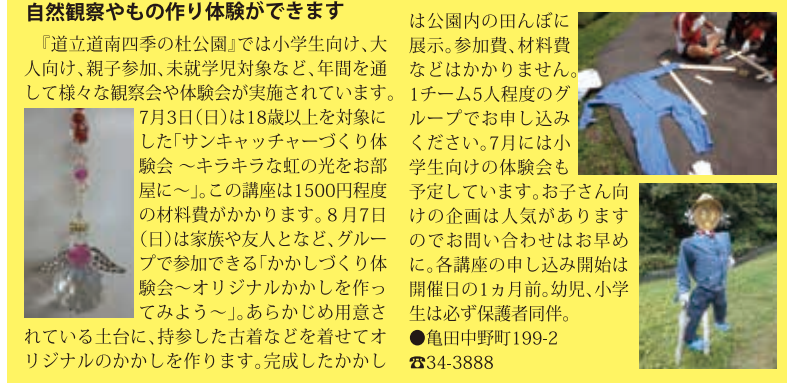 自然観察やもの作り体験ができます
『道立道南四季の杜公園』では小学生向け、大
人向け、親子参加、未就学児対象など、年間を通
して様々な観察会や体験会が実施されています。
7月3日(日)は18歳以上を対象に
した「サンキャッチャーづくり体
験会 〜キラキラな虹の光をお部
屋に〜」。この講座は1500円程度
の材料費がかかります。8月7日
(日)は家族や友人となど、グルー
プで参加できる「かかしづくり体
験会〜オリジナルかかしを作っ
てみよう〜」。あらかじめ用意さ
れている土台に、持参した古着などを着せてオ
リジナルのかかしを作ります。完成したかかし
は公園内の田んぼに
展示。参加費、材料費
などはかかりません。
1チーム5人程度のグ
ループでお申し込み
ください。7月には小
学生向けの体験会も
予定しています。お子さん向
けの企画は人気があります
のでお問い合わせはお早め
に。各講座の申し込み開始は
開催日の1ヵ月前。幼児、小学
生は必ず保護者同伴。
●亀田中野町199-2
☎34-3888